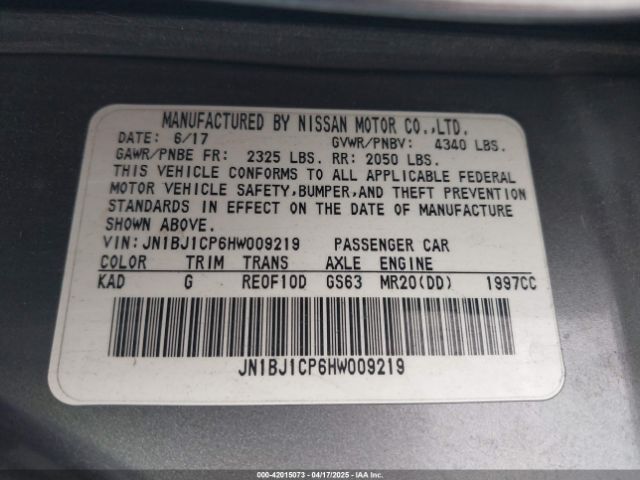 MANUFACTURED BY NISSAN MOTOR CO.,LTD.
DATE: 6/17 GVWR/PNBV: 4340 LBS.
GAWR/PNBE FR: 2325 LBS. RR: 2050 LBS.
THIS VEHICLE CONFORMS TO ALL APPLICABLE FEDERAL
MOTOR VEHICLE SAFETY,BUMPER,AND THEFT PREVENTION
STANDARDS IN EFFECT ON THE DATE OF MANUFACTURE
SHOWN ABOVE.
VIN:JN1BJ1CP6HW009219 PASSENGER CAR
COLOR TRIM TRANS AXLE ENGINE
KAD G RE0F10D GS63 MR20(DD) 1997CC
JN1BJ1CP6HW009219
000-42015073 - 04/17/2025 - IAAI.COM